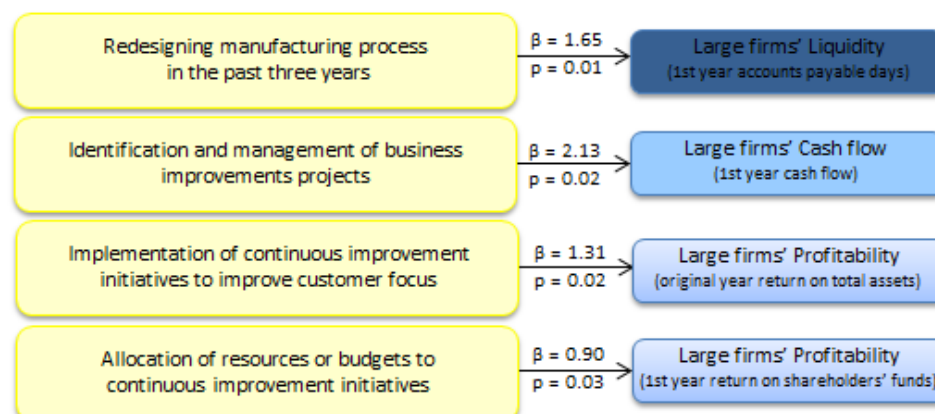 Redesigning manufacturing process
in the past three years
β = 1.65
p = 0.01
Large firms’ Liquidity
(1st year accounts payable days)
Identification and management of business
improvements projects
β = 2.13
p = 0.02
Large firms’ Cash flow
(1st year cash flow)
Implementation of continuous improvement
initiatives to improve customer focus
β = 1.31
p = 0.02
Large firms’ Profitability
(original year return on total assets)
Allocation of resources or budgets to
continuous improvement initiatives
β = 0.90
p = 0.03
Large firms’ Profitability
(1st year return on shareholders’ funds)